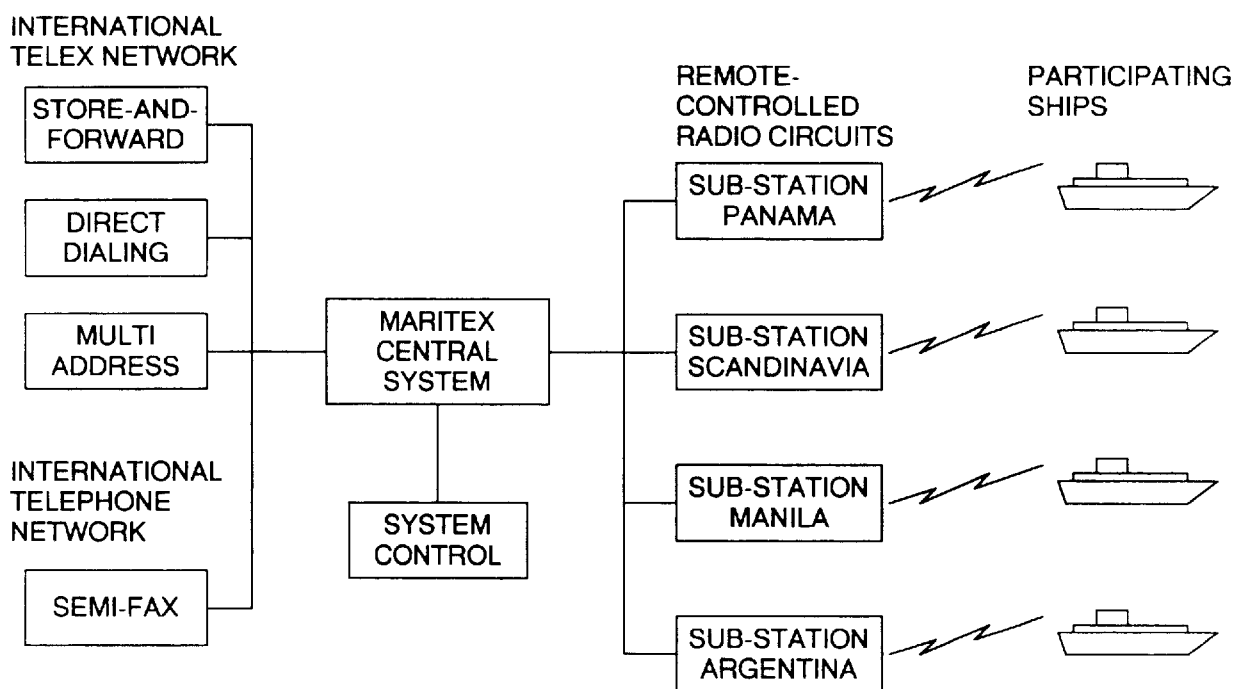 INTERNATIONAL
TELEX NETWORK
STORE-AND-
FORWARD
DIRECT
DIALING
MULTI
ADDRESS
INTERNATIONAL
TELEPHONE
NETWORK
SEMI-FAX
MARITEX
CENTRAL
SYSTEM
SYSTEM
CONTROL
REMOTE-
CONTROLLED
RADIO CIRCUITS
SUB-STATION
PANAMA
SUB-STATION
SCANDINAVIA
SUB-STATION
MANILA
SUB-STATION
ARGENTINA
PARTICIPATING
SHIPS